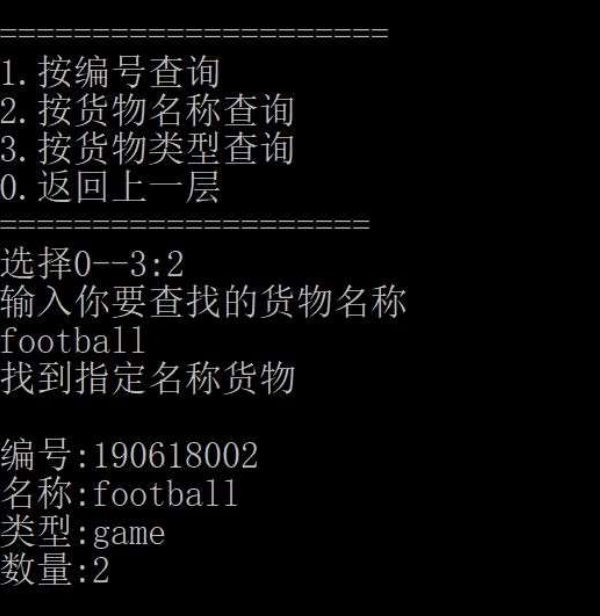 =====================
1.按编号查询
2.按货物名称查询
3.按货物类型查询
0.返回上一层
====================
选择0--3:2
输入你要查找的货物名称
football
找到指定名称货物
编号:190618002
名称:football
类型:game
数量:2